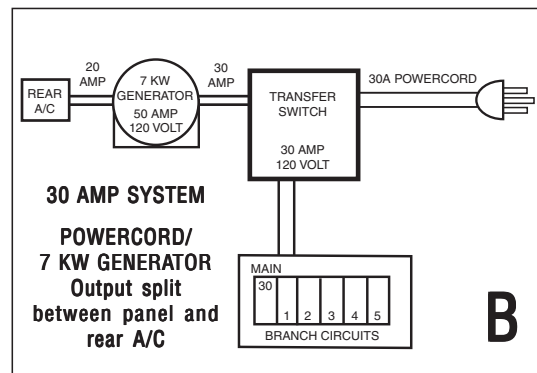 20
AMP
30
AMP
30A POWERCORD
REAR
A/C
7 KW
GENERATOR
50 AMP
120 VOLT
TRANSFER
SWITCH
30 AMP
120 VOLT
30 AMP SYSTEM
POWERCORD/
7 KW GENERATOR
Output split
between panel and
rear A/C
MAIN
30
1 2 3 4 5
BRANCH CIRCUITS
B